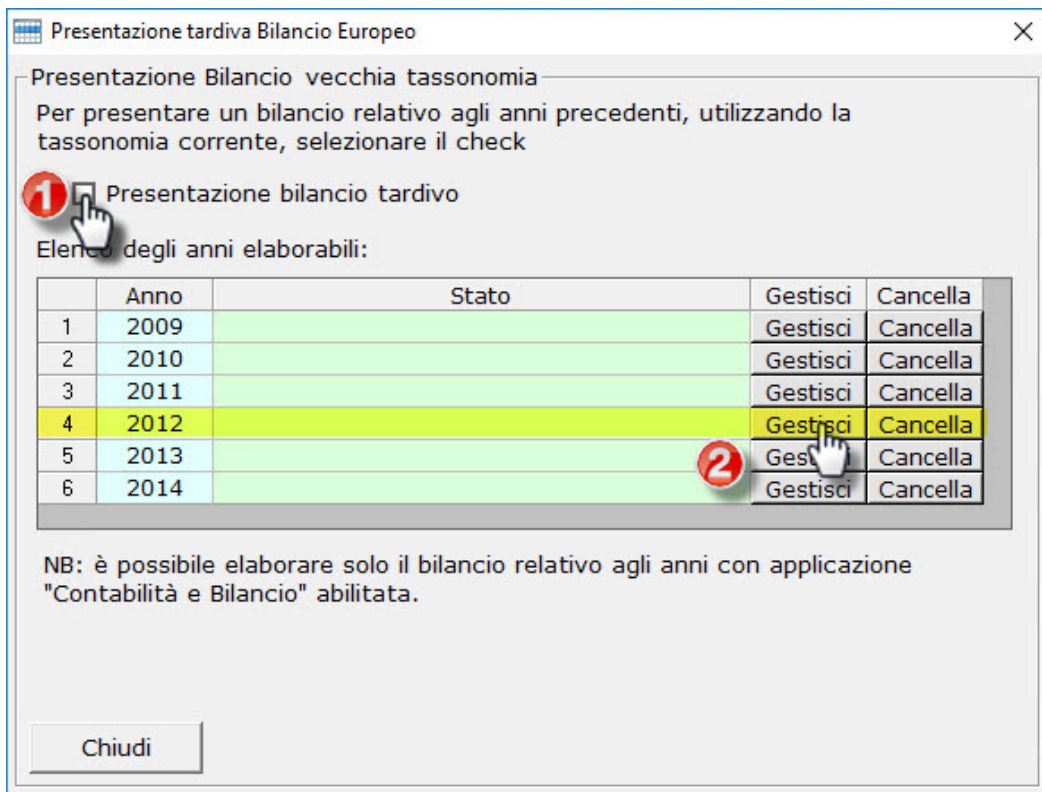 Presentazione tardiva Bilancio Europeo
Presentazione Bilancio vecchia tassonomia
Per presentare un bilancio relativo agli anni precedenti, utilizzando la
tassonomia corrente, selezionare il check
1 Presentazione bilancio tardivo
Elenco degli anni elaborabili:
Anno Stato Gestisci Cancella
1 2009 Gestisci Cancella
2 2010 Gestisci Cancella
3 2011 Gestisci Cancella
4 2012 Gestisci Cancella
2
5 2013 Gestisci Cancella
6 2014 Gestisci Cancella
NB: è possibile elaborare solo il bilancio relativo agli anni con applicazione
"Contabilità e Bilancio" abilitata.
Chiudi